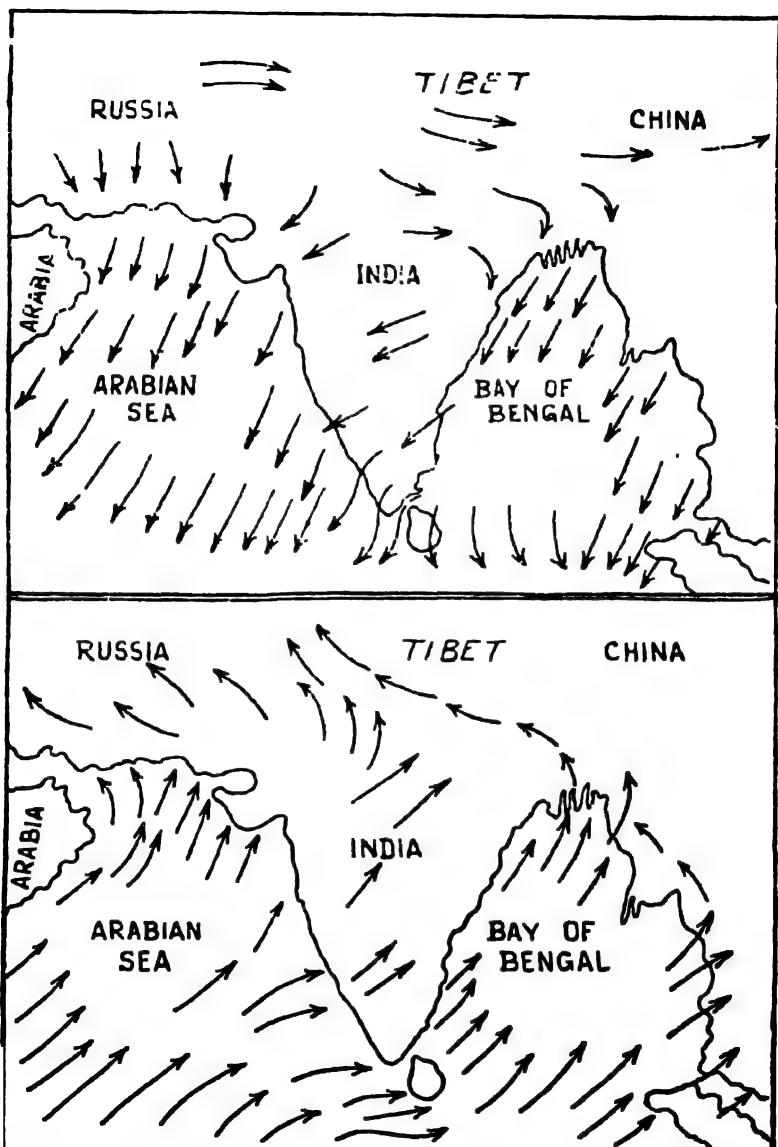 TIBET
RUSSIA
CHINA
ARABIA
INDIA
ARABIAN
SEA
BAY OF
BENGAL
RUSSIA
TIBET
CHINA
ARABIA
INDIA
ARABIAN
SEA
BAY OF
BENGAL